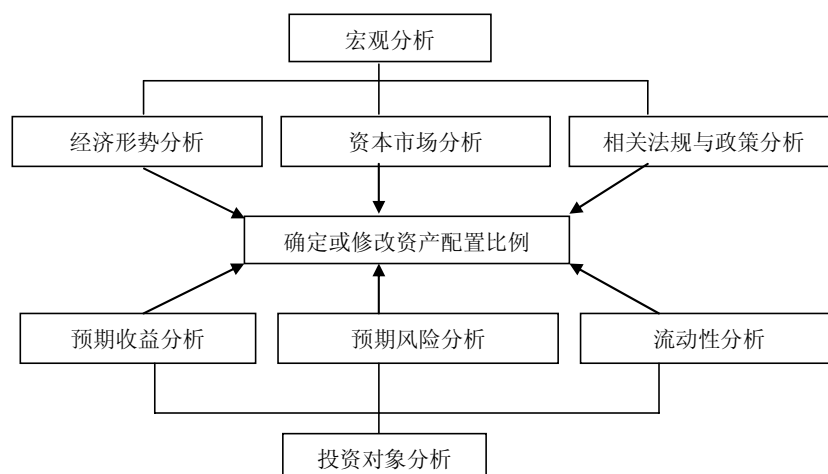 宏观分析
经济形势分析
资本市场分析
相关法规与政策分析
确定或修改资产配置比例
预期收益分析
预期风险分析
流动性分析
投资对象分析